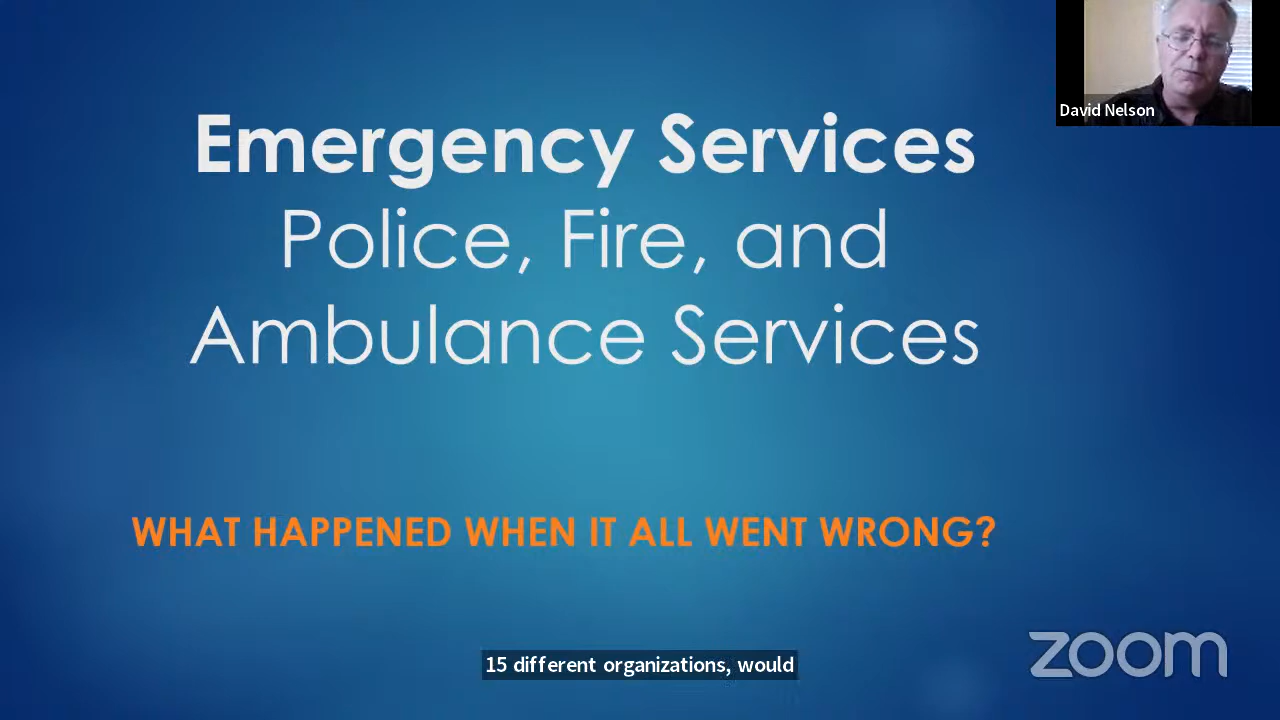 Emergency Services
Police, Fire, and
Ambulance Services
WHAT HAPPENED WHEN IT ALL WENT WRONG?
David Nelson
15 different organizations, would
zoom